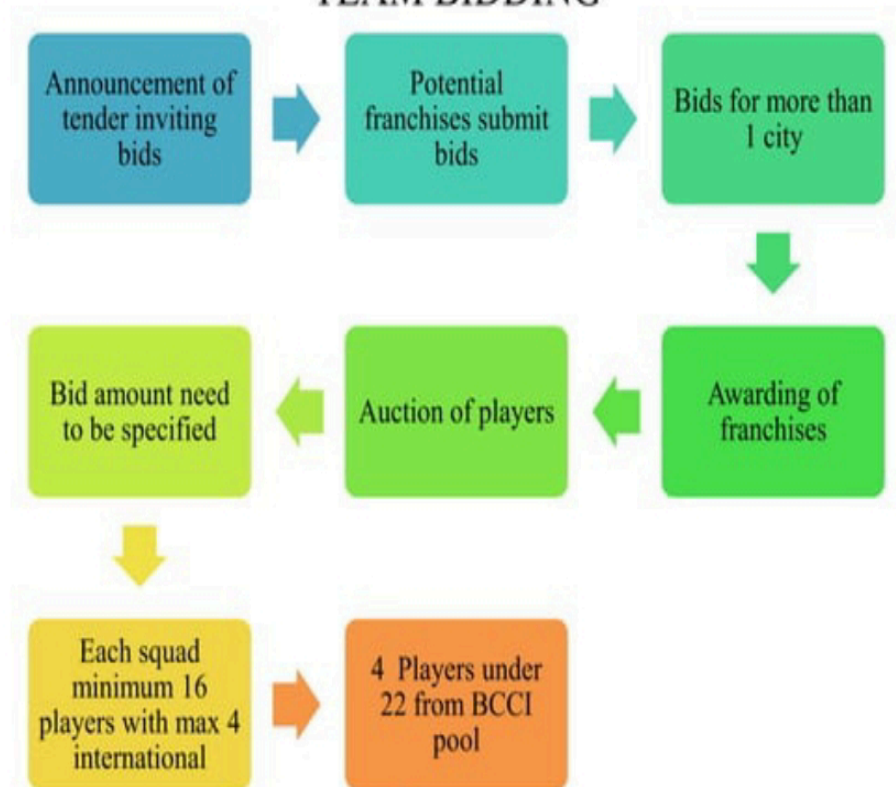 TEAM BIDDING
Announcement of
tender inviting
bids
Potential
franchises submit
bids
Bids for more than
1 city
Awarding of
franchises
Auction of players
Bid amount need
to be specified
Each squad
minimum 16
players with max 4
international
4 Players under
22 from BCCI
pool